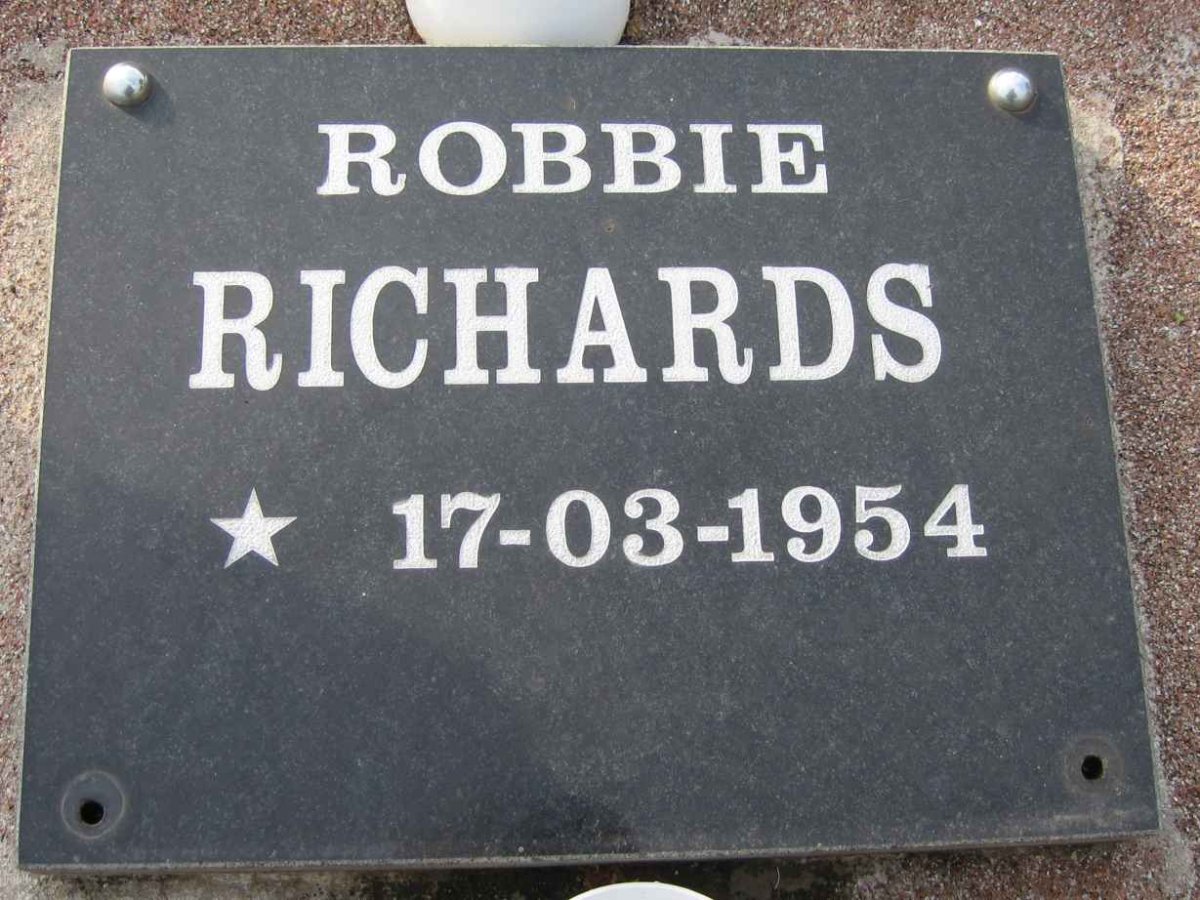 ROBBIE
RICHARDS
★ 17-03-1954